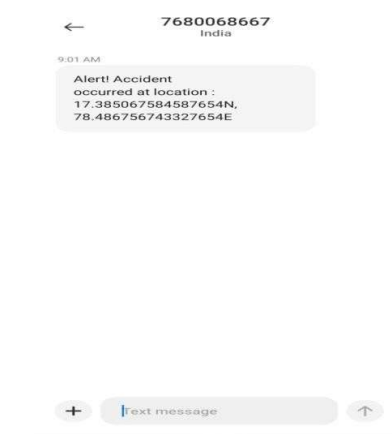 7680068667
India
9:01 AM
Alert! Accident
occurred at location :
17.385067584587654N,
78.486756743327654E
Text message